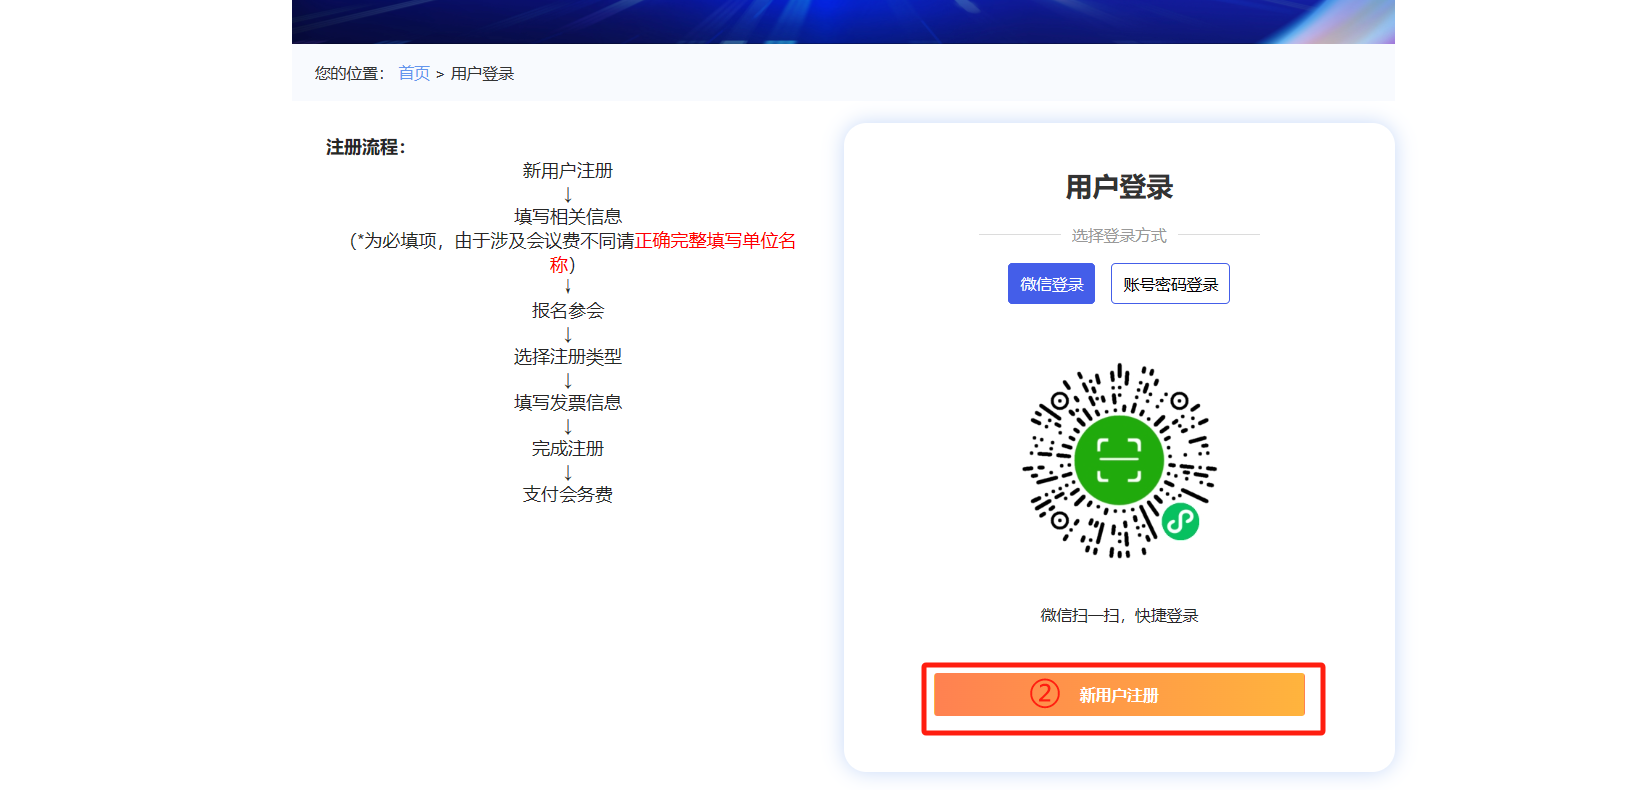 您的位置： 首页 > 用户登录
注册流程：
新用户注册
↓
填写相关信息
（*为必填项，由于涉及会议费不同请正确完整填写单位名
称）
↓
报名参会
↓
选择注册类型
↓
填写发票信息
↓
完成注册
↓
支付会务费
用户登录
选择登录方式
微信登录 账号密码登录
微信扫一扫，快捷登录
② 新用户注册